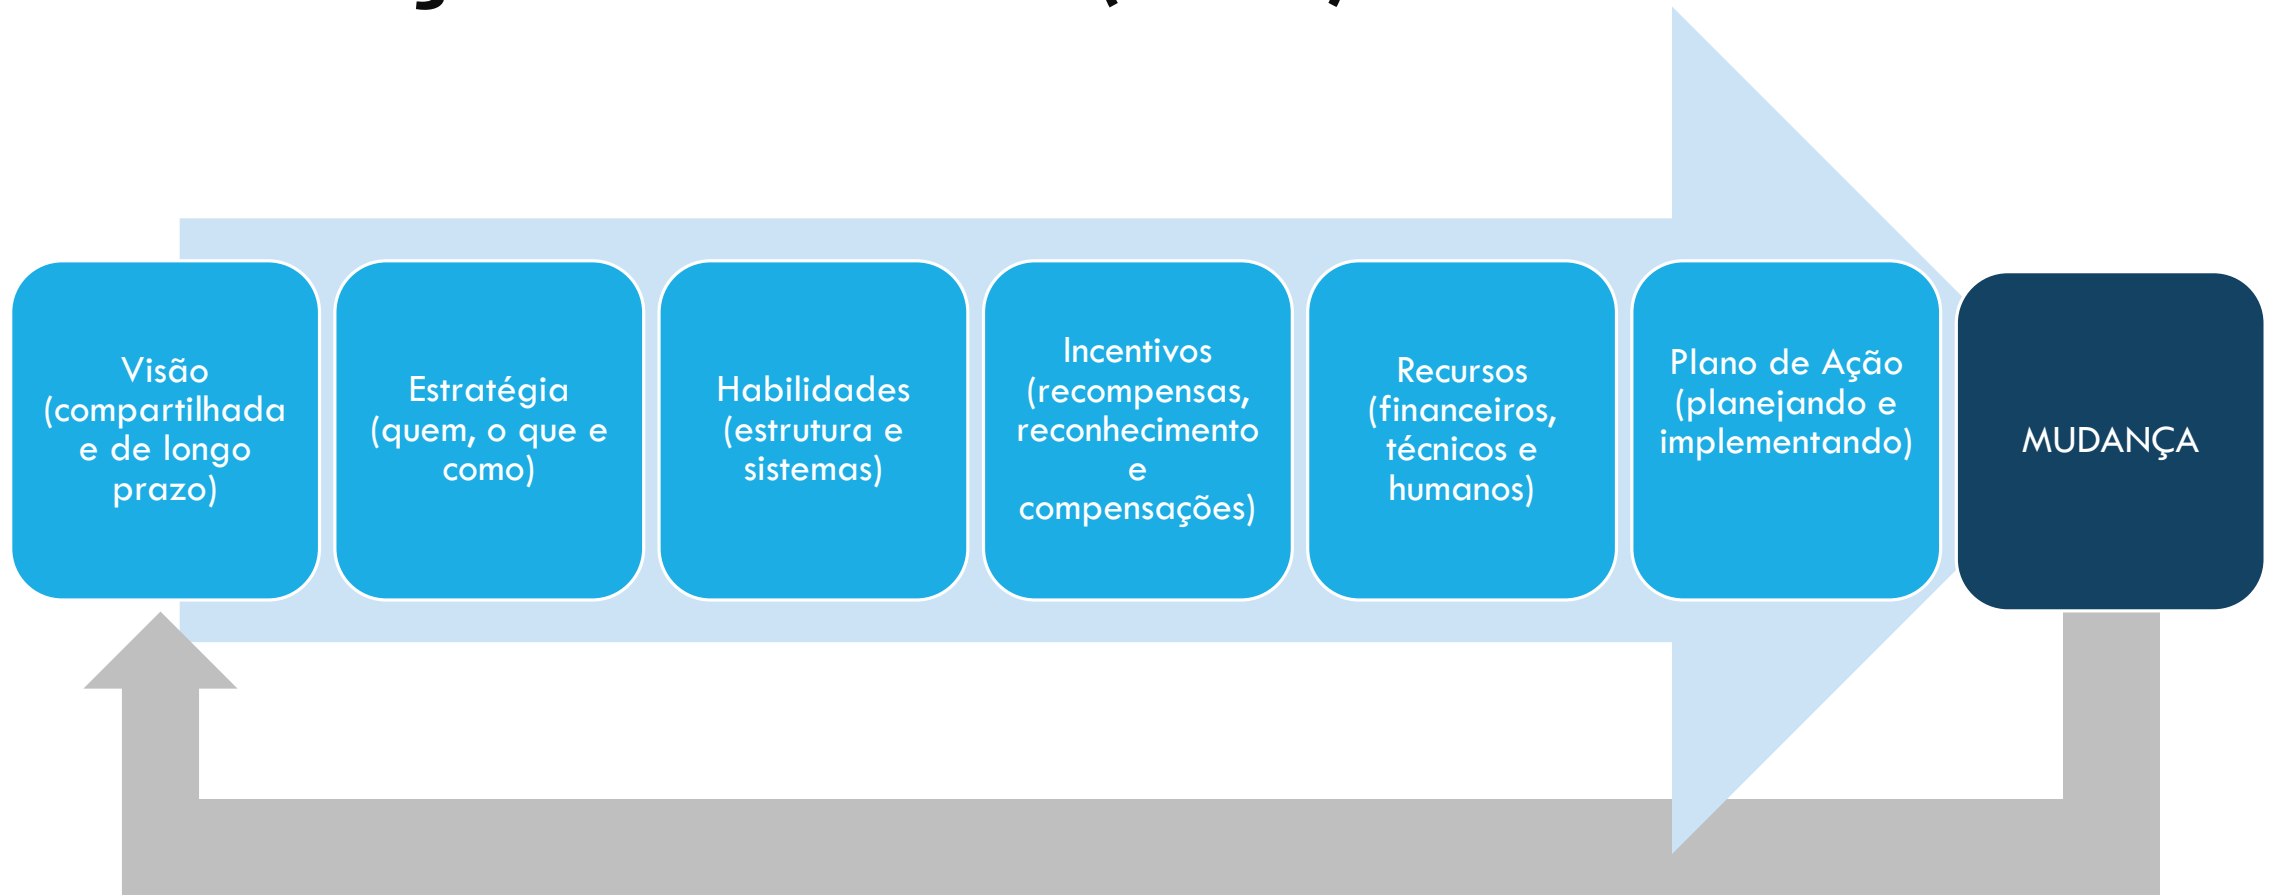 Visão
(compartilhada
e de longo
prazo)
Estratégia
(quem, o que e
como)
Habilidades
(estrutura e
sistemas)
Incentivos
(recompensas,
reconhecimento
e
compensações)
Recursos
(financeiros,
técnicos e
humanos)
Plano de Ação
(planejando e
implementando)
MUDANÇA